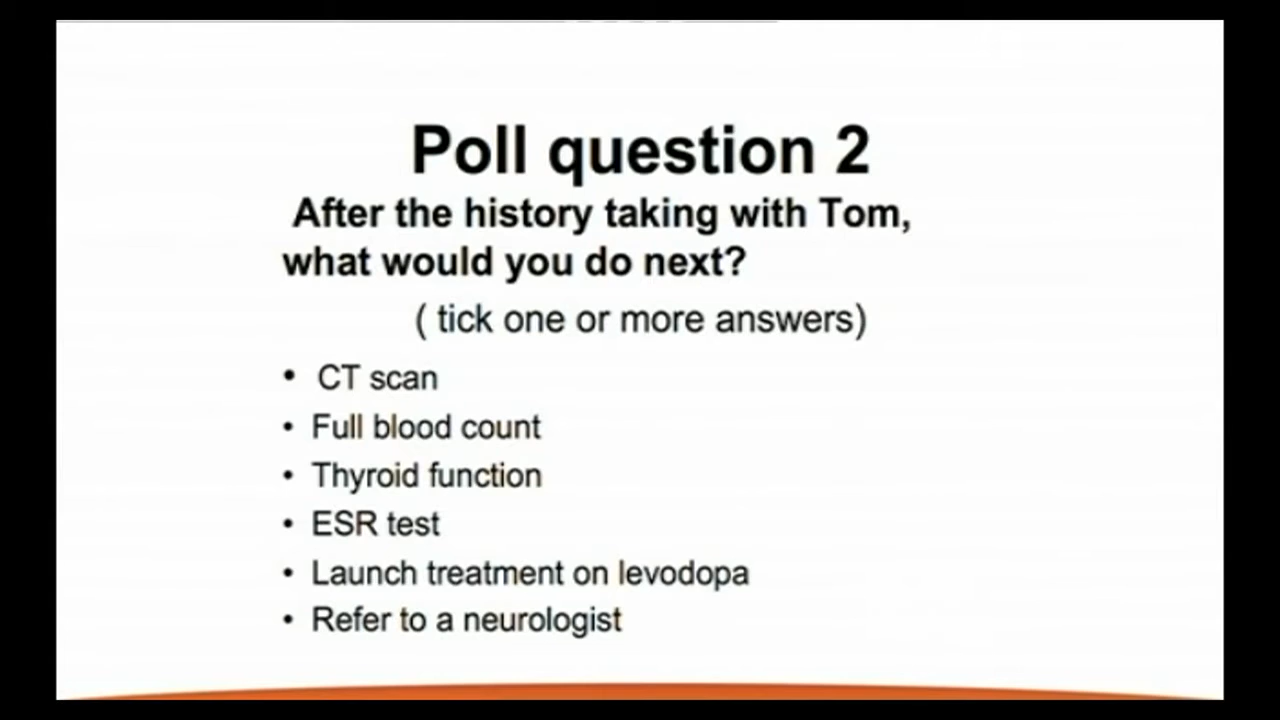 Poll question 2
After the history taking with Tom,
what would you do next?
( tick one or more answers)
• CT scan
• Full blood count
• Thyroid function
• ESR test
• Launch treatment on levodopa
• Refer to a neurologist